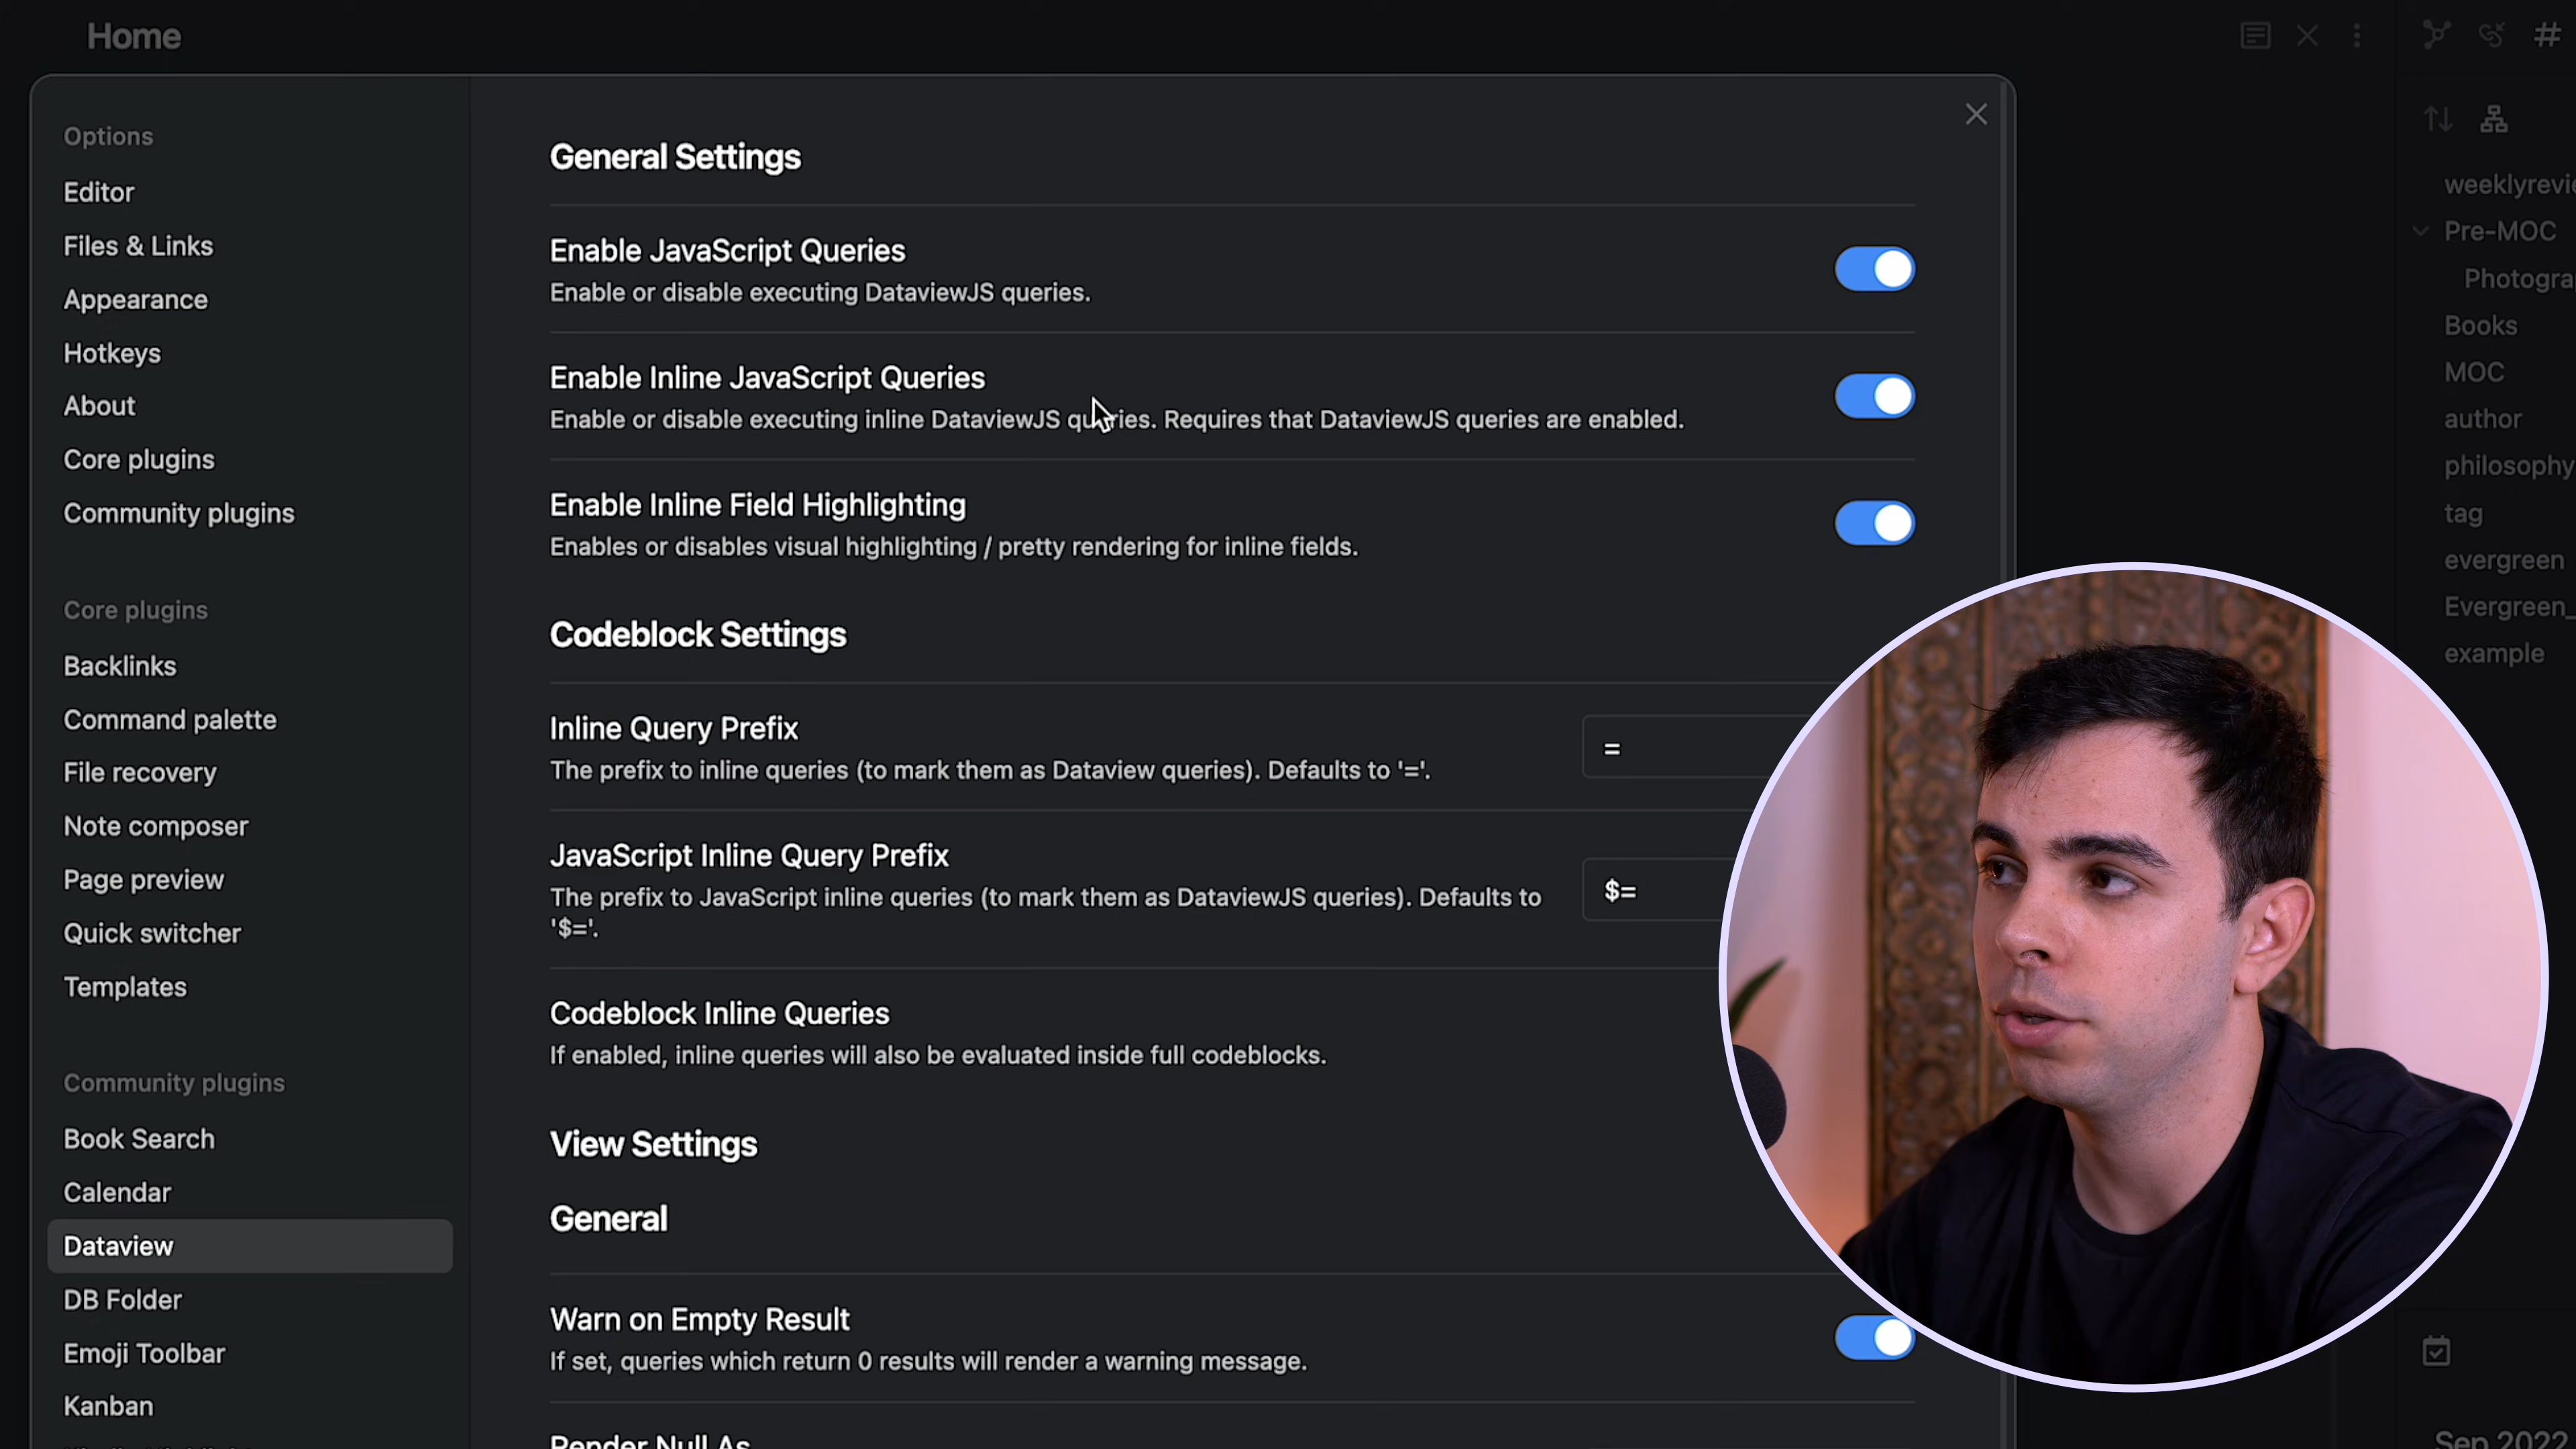 Home
Options
Editor
Files & Links
Appearance
Hotkeys
About
Core plugins
Community plugins
Core plugins
Backlinks
Command palette
File recovery
Note composer
Page preview
Quick switcher
Templates
Community plugins
Book Search
Calendar
Dataview
DB Folder
Emoji Toolbar
Kanban
General Settings
Enable JavaScript Queries
Enable or disable executing DataviewJS queries.
Enable Inline JavaScript Queries
Enable or disable executing inline DataviewJS queries. Requires that DataviewJS queries are enabled.
Enable Inline Field Highlighting
Enables or disables visual highlighting / pretty rendering for inline fields.
Codeblock Settings
Inline Query Prefix
The prefix to inline queries (to mark them as Dataview queries). Defaults to '='.
=
JavaScript Inline Query Prefix
The prefix to JavaScript inline queries (to mark them as DataviewJS queries). Defaults to
'$='.
$=
Codeblock Inline Queries
If enabled, inline queries will also be evaluated inside full codeblocks.
View Settings
General
Warn on Empty Result
If set, queries which return 0 results will render a warning message.
Render Null As
weeklyrevie
Pre-MOC
Photogra
Books
MOC
author
philosophy
tag
evergreen
Evergreen_
example
Sep 2022